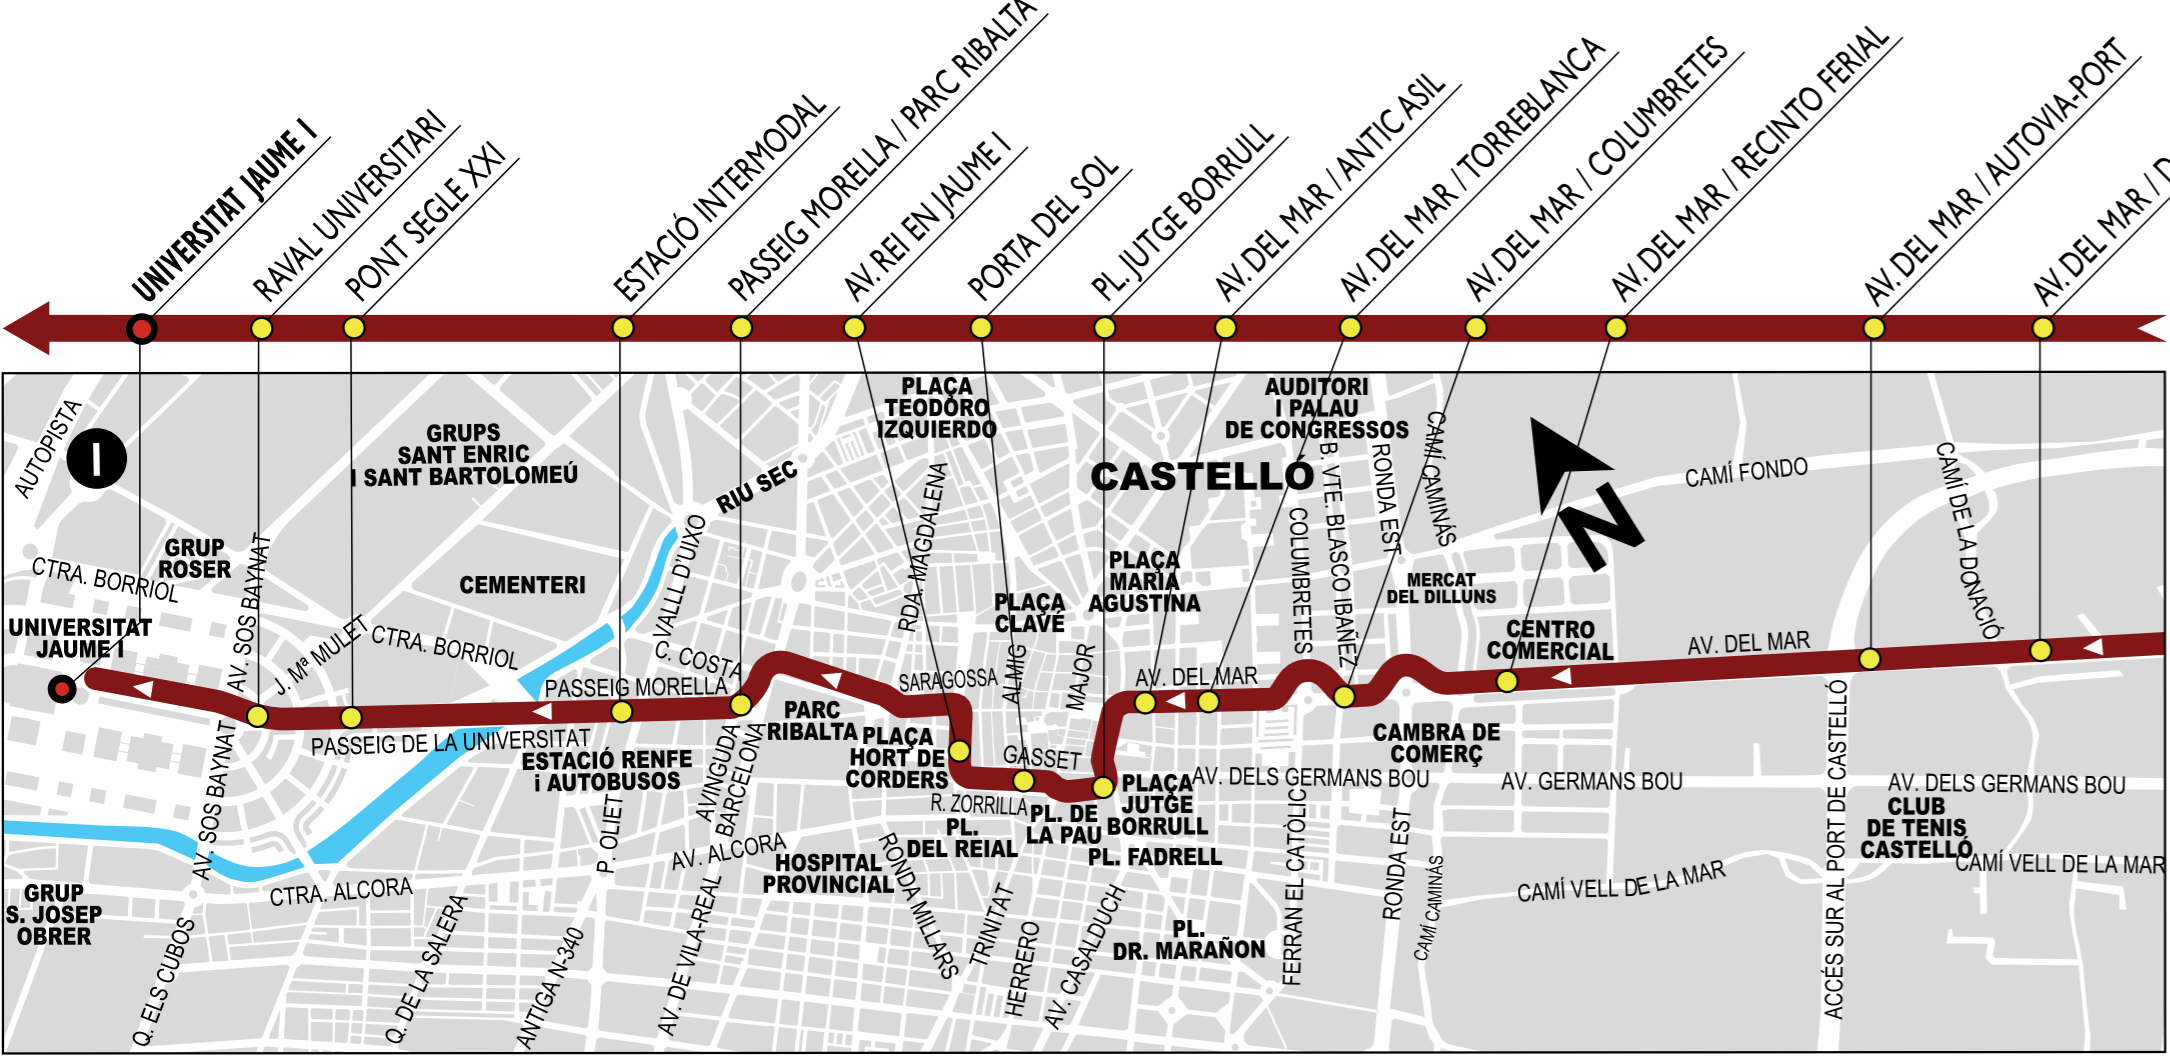 UNIVERSITAT JAUME I
RAVAL UNIVERSITARI
PONT SEGLE XXI
ESTACIÓ INTERMODAL
PASSEIG MORELLA / PARC RIBALTA
AV. REI EN JAUME I
PORTA DEL SOL
PL. JUTGE BORRULL
AV. DEL MAR / ANTIC ASIL
AV. DEL MAR / TORREBLANCA
AV. DEL MAR / COLUMBRETES
AV. DEL MAR / RECINTO FERIAL
AV. DEL MAR / AUTOVIA-PORT
AV. DEL MAR / D
AUTOPISTA
I
GRUPS
SANT ENRIC
I SANT BARTOLOMEÚ
RIU SEC
PLAÇA
TEODORO
IZQUIERDO
AUDITORI
I PALAU
DE CONGRESSOS
CASTELLÓ
N
CAMÍ FONDO
CAMÍ DE LA DONACIÓ
CAMÍ CAMINÁS
RONDA EST
B. VTE. BLASCO IBAÑEZ
COLUMBRETES
RDA. MAGDALENA
GRUP
ROSER
CTRA. BORRIOL
CEMENTERI
AV. SOS BAYNAT
J. Mª MULET
CTRA. BORRIOL
VALLL D'UIXO
C. COSTA
PLAÇA
CLAVÉ
PLAÇA
MARIA
AGUSTINA
MERCAT
DEL DILLUNS
CENTRO
COMERCIAL
AV. DEL MAR
UNIVERSITAT
JAUME I
PASSEIG MORELLA
SARAGOSSA
ALMIG
MAJOR
AV. DEL MAR
PARC
RIBALTA
PLAÇA
HORT DE
CORDERS
GASSET
PASSEIG DE LA UNIVERSITAT
ESTACIÓ RENFE
i AUTOBUSOS
AVINGUDA
BARCELONA
R. ZORRILLA
PL.
DEL REIAL
PL. DE
LA PAU
PLAÇA
JUTGE
BORRULL
PL. FADRELL
AV. DELS GERMANS BOU
CAMBRA DE
COMERÇ
AV. GERMANS BOU
AV. DELS GERMANS BOU
CLUB
DE TENIS
CASTELLÓ
CAMÍ VELL DE LA MAR
CAMÍ VELL DE LA MAR
ACCÉS SUR AL PORT DE CASTELLÓ
AV. SOS BAYNAT
P. OLIET
AV. ALCORA
HOSPITAL
PROVINCIAL
RONDA MILLARS
CTRA. ALCORA
GRUP
S. JOSEP
OBRER
Q. ELS CUBOS
Q. DE LA SALERA
ANTIGA N-340
AV. DE VILA-REAL
TRINITAT
HERRERO
AV. CASALDUCH
PL.
DR. MARAÑON
FERRAN EL CATÒLIC
RONDA EST
CAMÍ CAMINÁS